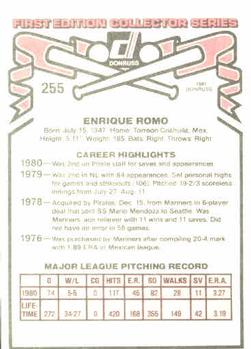 FIRST EDITION COLLECTOR SERIES
DONRUSS
255
1981
DONRUSS
ENRIQUE ROMO
Born: July 15, 1947 Home: Torreon Coahuila, Mex.
Height: 5-11" Weight: 185 Bats: Right Throws: Right
CAREER HIGHLIGHTS
1980—Was 2nd on Pirate staff for saves and appearances.
1979—Was 2nd in NL with 84 appearances. Set personal highs
for games and strikeouts (106). Pitched 19-2/3 scoreless
innings from July 27-Aug. 11.
1978—Acquired by Pirates, Dec. 15, from Mariners in 6-player
deal that sent SS Mario Mendoza to Seattle. Was
Mariners' ace reliever with 11 wins and 11 saves. Did
not have an error in 56 games.
1976—Was purchased by Mariners after compiling 20-4 mark
with 1.89 ERA in Mexican league.
MAJOR LEAGUE PITCHING RECORD
G W-L CG HITS E.R. SO WALKS SV E.R.A.
1980 74 5-5 0 117 45 82 28 11 3.27
LIFE-
TIME 272 34-27 0 420 168 355 149 42 3.19